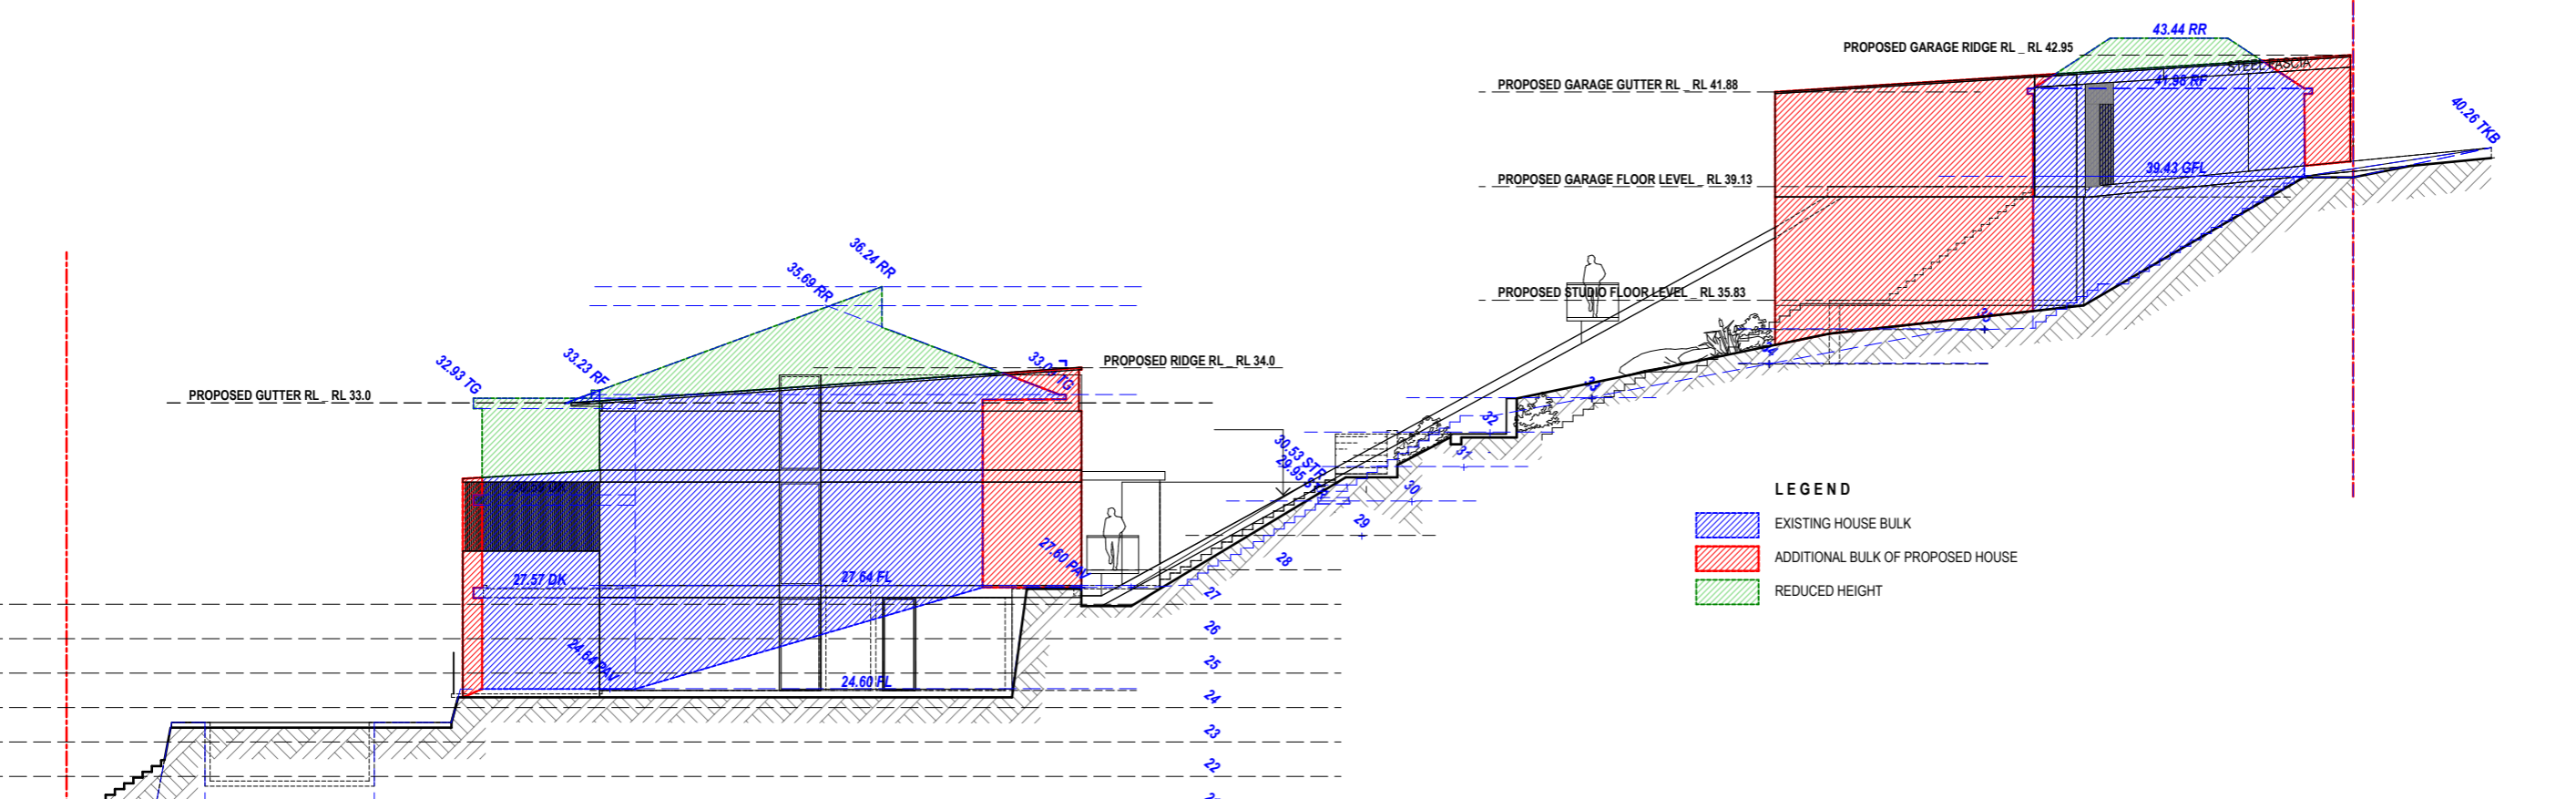 43.44 RR
PROPOSED GARAGE RIDGE RL _ RL 42.95
STEEL FASCIA
41.98 RF
PROPOSED GARAGE GUTTER RL _ RL 41.88
40.26 TKB
39.43 GFL
PROPOSED GARAGE FLOOR LEVEL _ RL 39.13
36.24 RR
35.69 RR
PROPOSED STUDIO FLOOR LEVEL _ RL 35.83
34
33
32
31
30
29
28
27
26
25
24
23
22
PROPOSED RIDGE RL _ RL 34.0
33.23 RF
32.93 TG
PROPOSED GUTTER RL _ RL 33.0
30.53 STR
29.95 STR
27.60 PAV
27.64 FL
27.57 DK
24.64 PAV
24.60 FL
LEGEND
EXISTING HOUSE BULK
ADDITIONAL BULK OF PROPOSED HOUSE
REDUCED HEIGHT